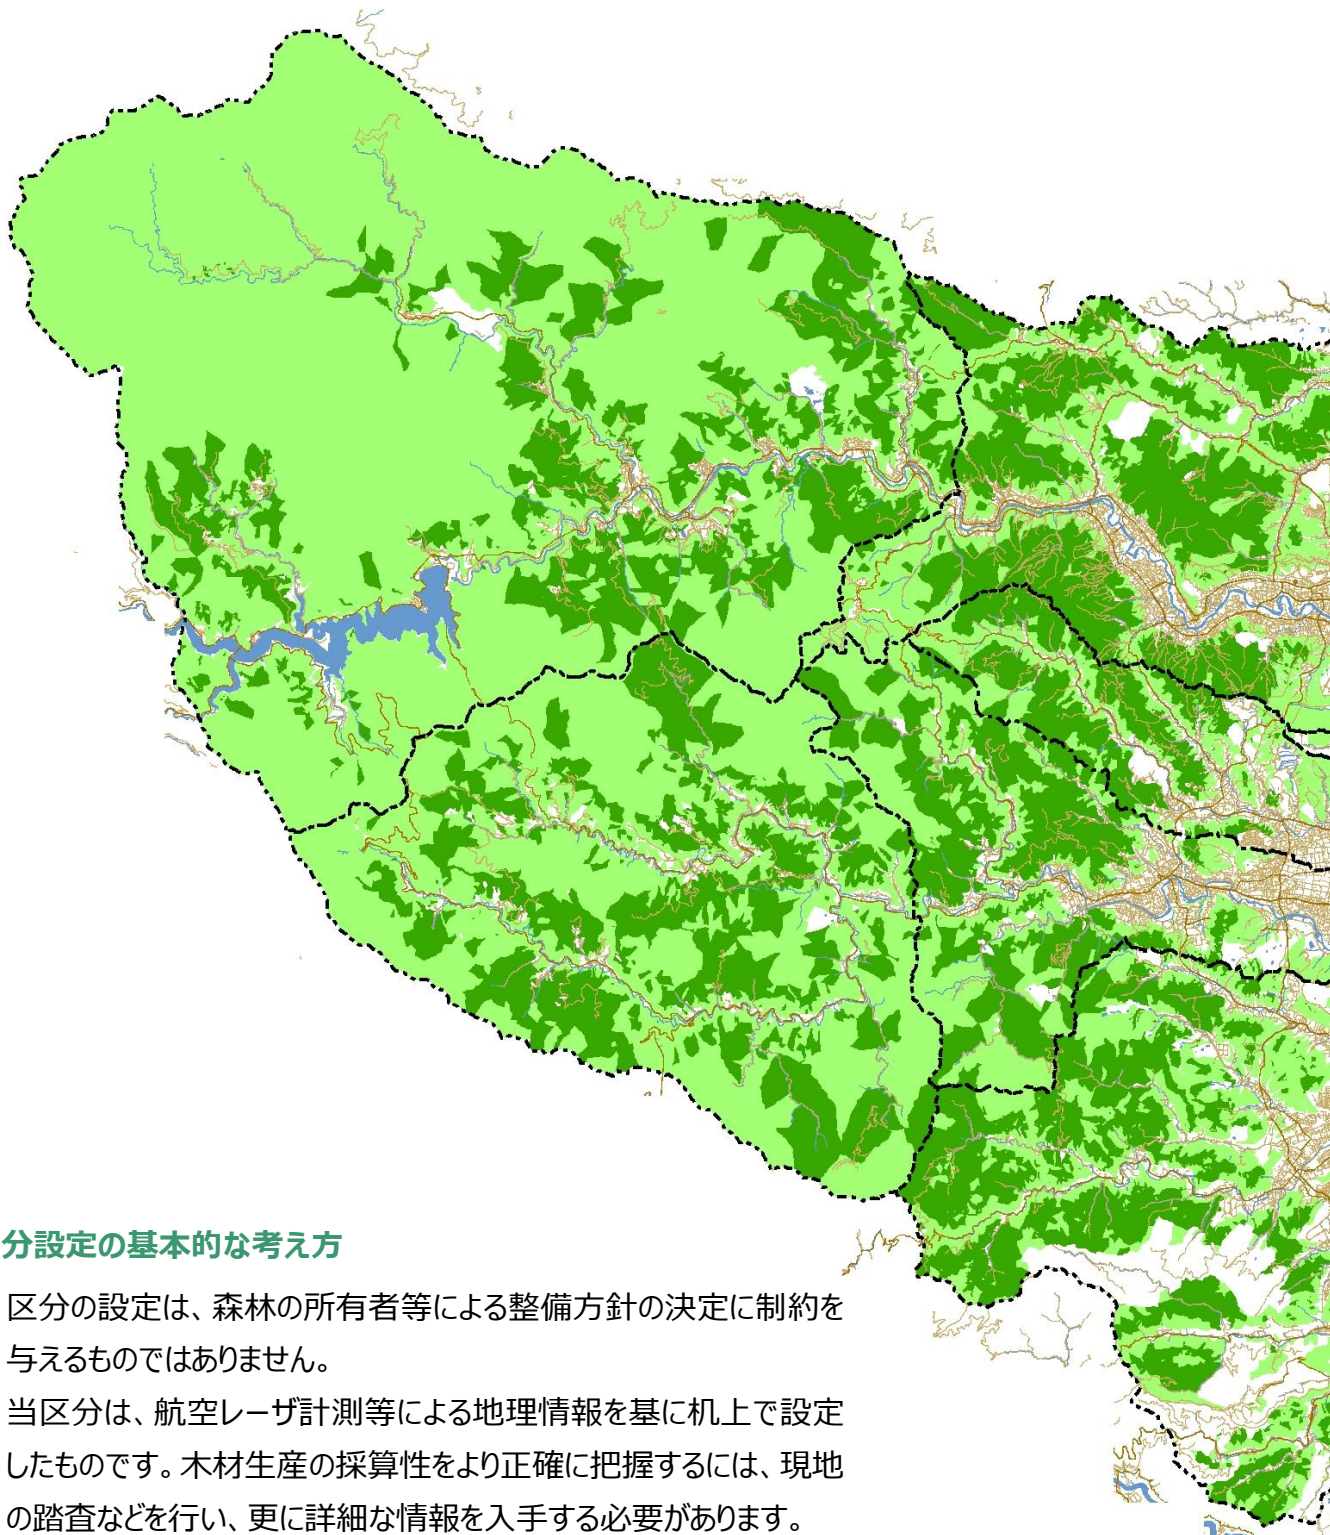 分設定の基本的な考え方
区分の設定は、森林の所有者等による整備方針の決定に制約を
与えるものではありません。
当区分は、航空レーザ計測等による地理情報を基に机上で設定
したものです。木材生産の採算性をより正確に把握するには、現地
の踏査などを行い、更に詳細な情報を入手する必要があります。